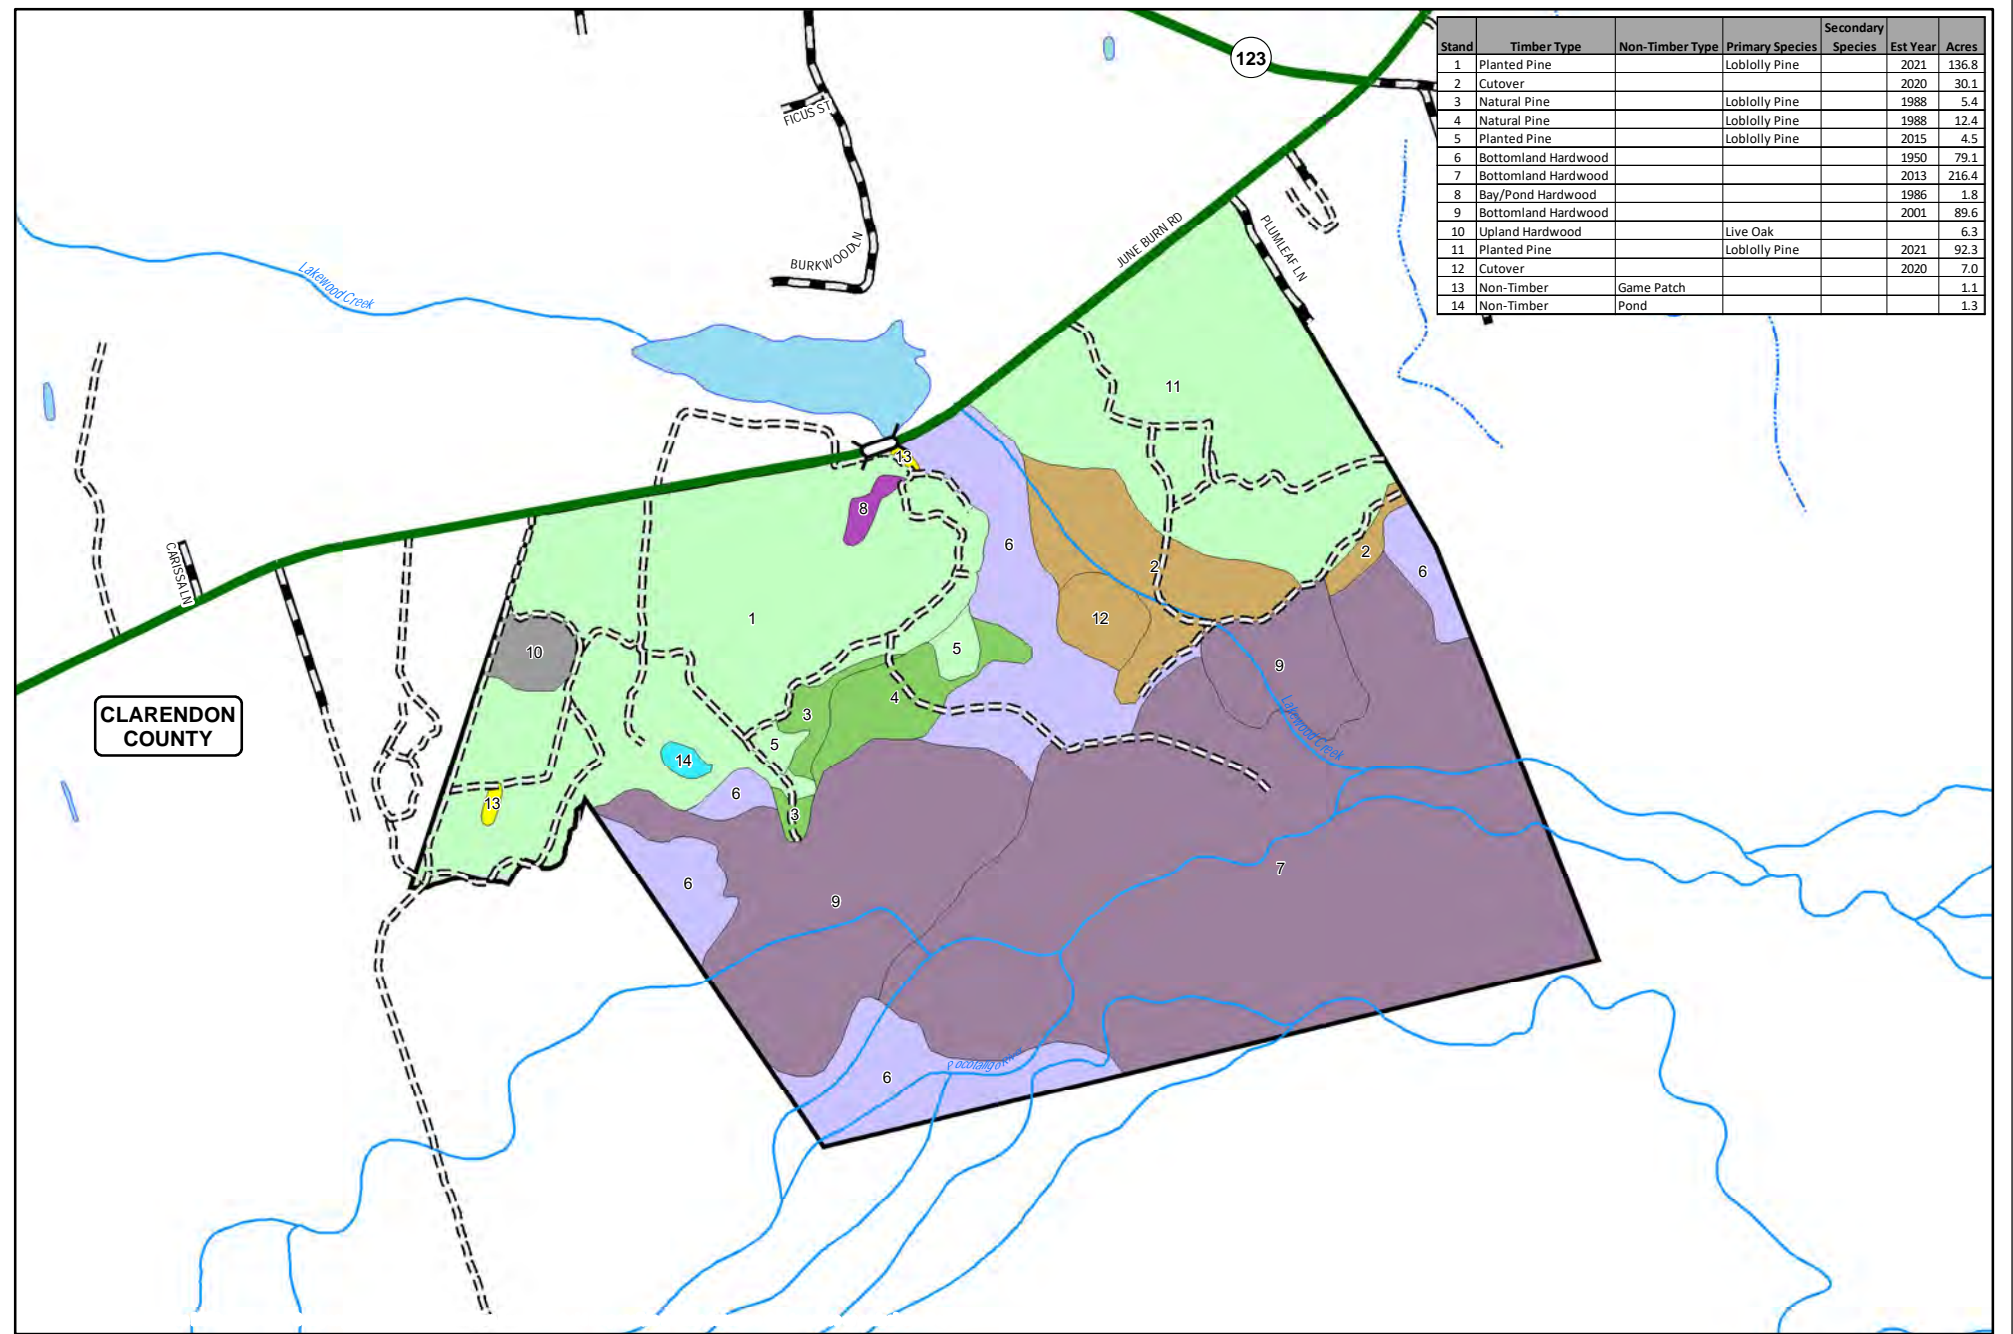 123
Secondary
Stand Timber Type Non-Timber Type Primary Species Species Est Year Acres
1 Planted Pine Loblolly Pine 2021 136.8
2 Cutover 2020 30.1
3 Natural Pine Loblolly Pine 1988 5.4
4 Natural Pine Loblolly Pine 1988 12.4
5 Planted Pine Loblolly Pine 2015 4.5
6 Bottomland Hardwood 1950 79.1
7 Bottomland Hardwood 2013 216.4
8 Bay/Pond Hardwood 1986 1.8
9 Bottomland Hardwood 2001 89.6
10 Upland Hardwood Live Oak 6.3
11 Planted Pine Loblolly Pine 2021 92.3
12 Cutover 2020 7.0
13 Non-Timber Game Patch 1.1
14 Non-Timber Pond 1.3
FICUS ST
BURKWOOD LN
JUNE BURN RD
PLUMLEAF LN
Lakewood Creek
11
13
8
6
2
2
6
CARISSA LN
1
12
10
5
9
4
CLARENDON
COUNTY
3
Lakewood Creek
5
14
6
13
3
7
6
9
Pocotaligo River
6